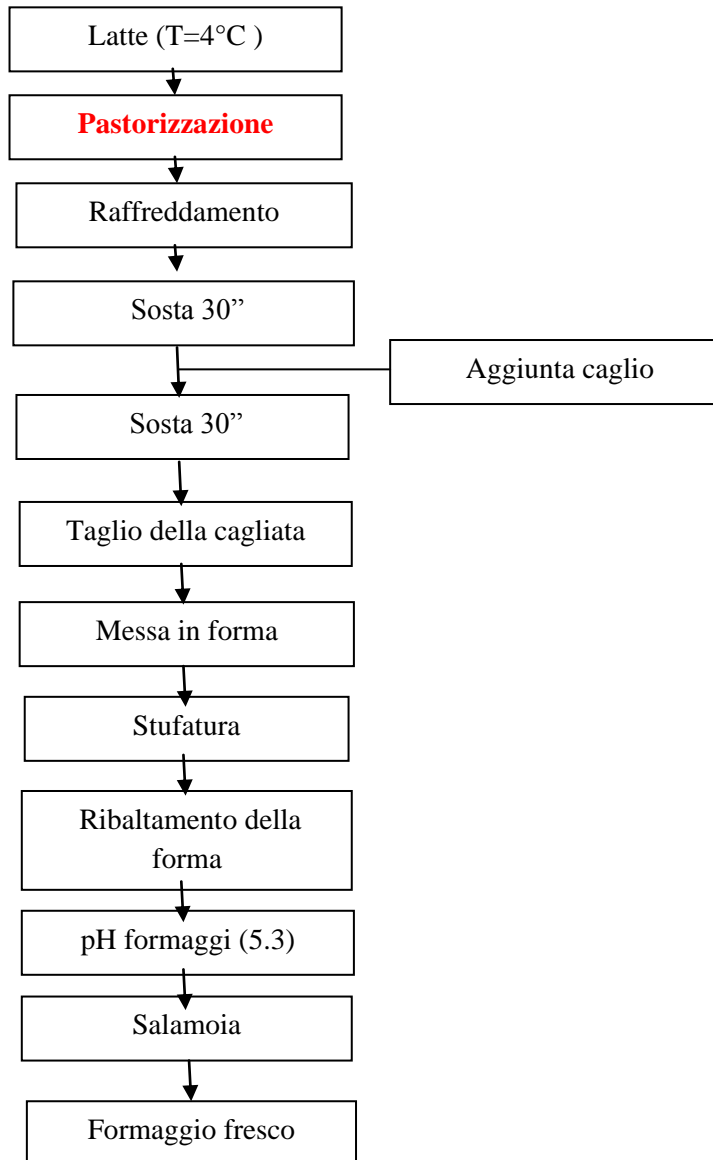 Latte (T=4°C )
Pastorizzazione
Raffreddamento
Sosta 30”
Aggiunta caglio
Sosta 30”
Taglio della cagliata
Messa in forma
Stufatura
Ribaltamento della
forma
pH formaggi (5.3)
Salamoia
Formaggio fresco